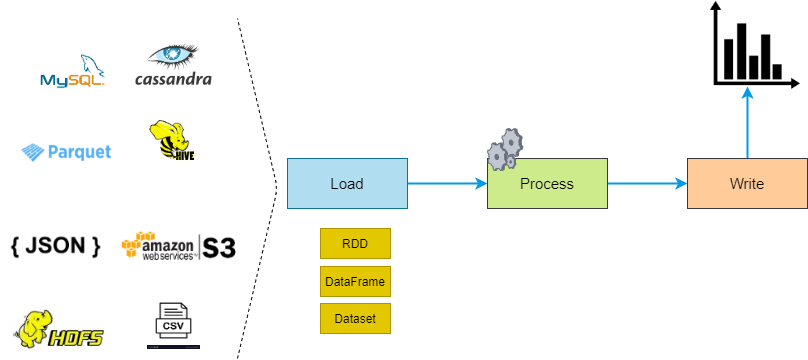 MySQL
cassandra
Parquet
HIVE
Load
Process
Write
{ JSON }
amazon
web services
S3
RDD
DataFrame
Dataset
HDFS
CSV